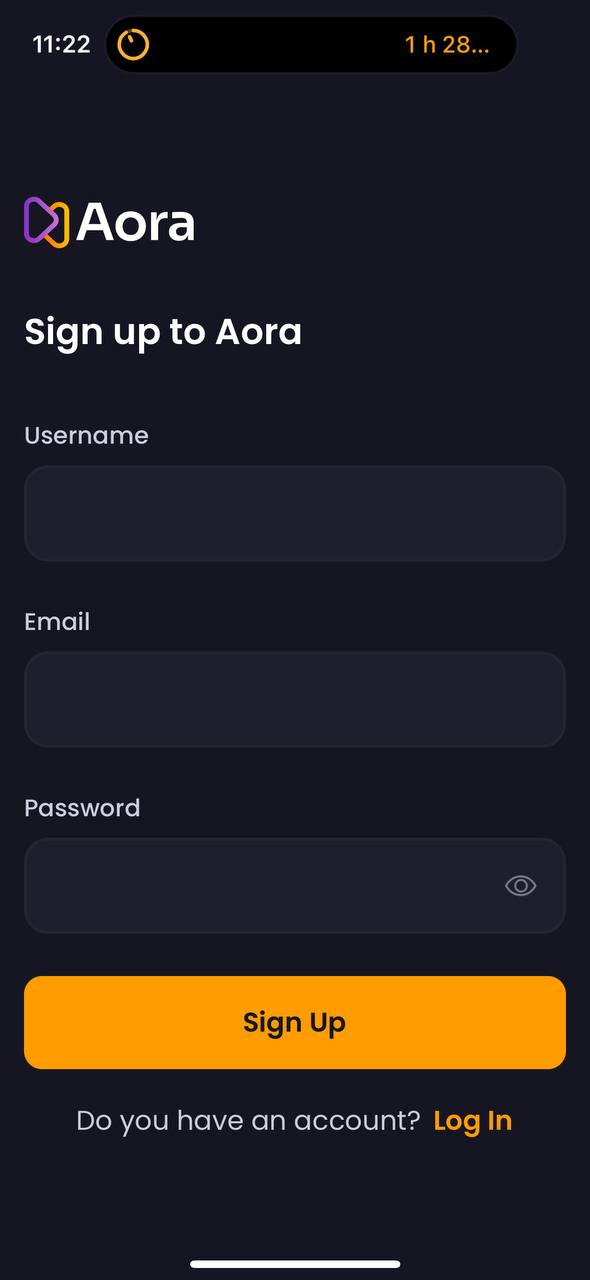 11:22
1 h 28...
Aora
Sign up to Aora
Username
Email
Password
Sign Up
Do you have an account? Log In